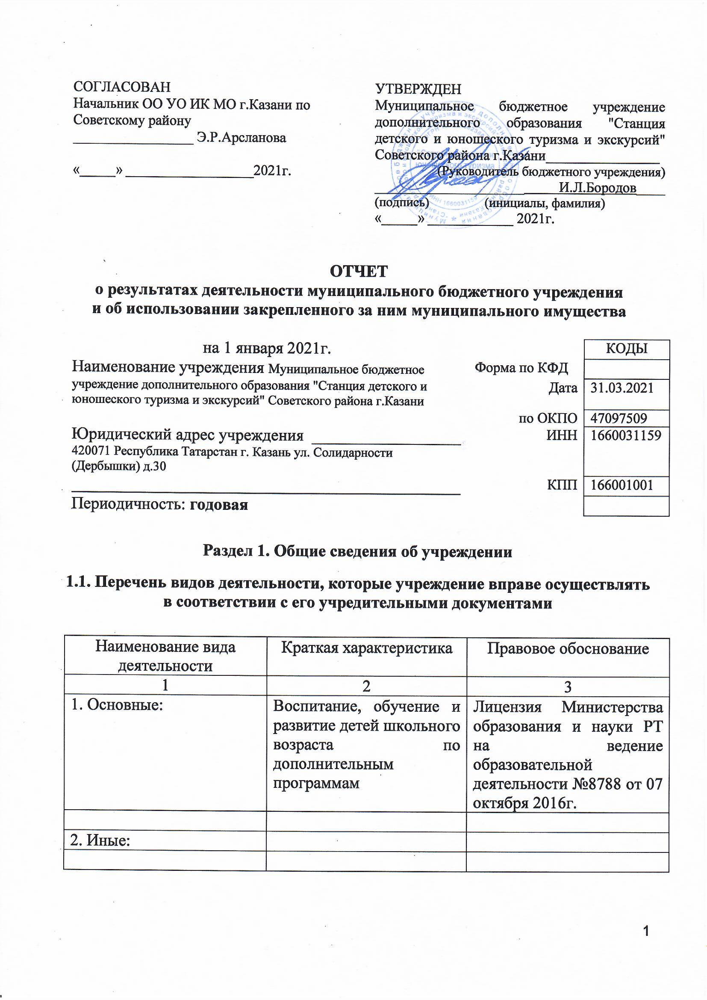 СОГЛАСОВАН
Начальник ОО УО ИК МО г.Казани по
Советскому району
________________ Э.Р.Арсланова
«_____» _________________2021г.
УТВЕРЖДЕН
Муниципальное бюджетное учреждение
дополнительного образования "Станция
детского и юношеского туризма и экскурсий"
Советского района г.Казани________________
(Руководитель бюджетного учреждения)
_________________________И.Л.Бородов____
(подпись) (инициалы, фамилия)
«_____» ____________ 2021г.
ИНН 1660031159
ОТЧЕТ
о результатах деятельности муниципального бюджетного учреждения
и об использовании закрепленного за ним муниципального имущества
на 1 января 2021г.
КОДЫ
Наименование учреждения Муниципальное бюджетное
учреждение дополнительного образования "Станция детского и
юношеского туризма и экскурсий" Советского района г.Казани
Форма по КФД
Дата 31.03.2021
по ОКПО 47097509
Юридический адрес учреждения ____________________
ИНН 1660031159
420071 Республика Татарстан г. Казань ул. Солидарности
(Дербышки) д.30
КПП 166001001
Периодичность: годовая
Раздел 1. Общие сведения об учреждении
1.1. Перечень видов деятельности, которые учреждение вправе осуществлять
в соответствии с его учредительными документами
Наименование вида
деятельности
Краткая характеристика
Правовое обоснование
1 2 3
1. Основные:
Воспитание, обучение и
развитие детей школьного
возраста по
дополнительным
программам
Лицензия Министерства
образования и науки РТ
на ведение
образовательной
деятельности №8788 от 07
октября 2016г.
2. Иные:
1